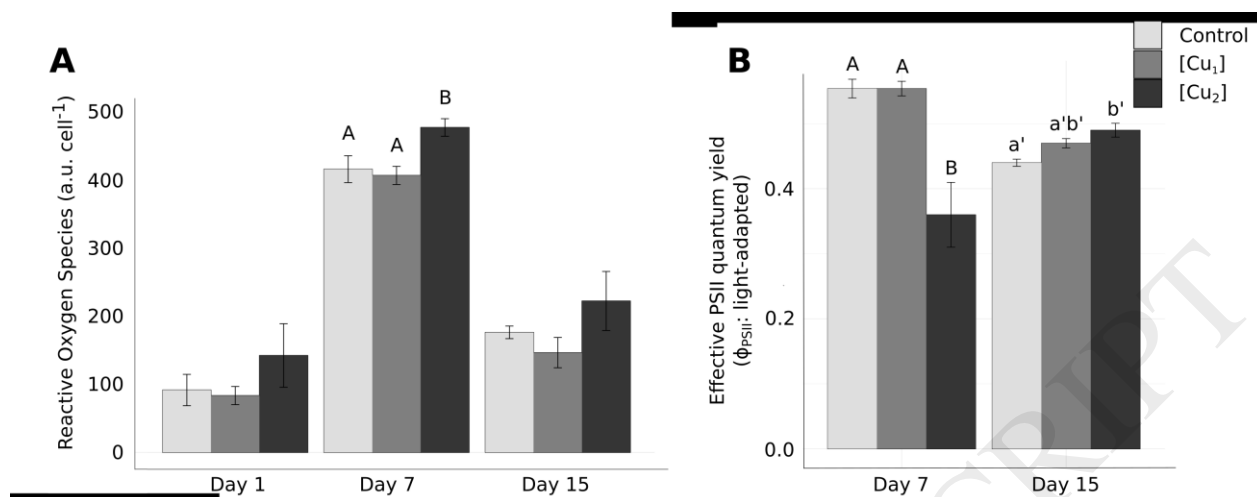 A
Reactive Oxygen Species (a.u. cell⁻¹)
500
400
300
200
100
0
A
A
B
Day 1
Day 7
Day 15
B
Control
[Cu₁]
[Cu₂]
Effective PSII quantum yield
(ϕPSII: light-adapted)
0.4
0.2
0.0
A
A
B
a'
a'b'
b'
Day 7
Day 15